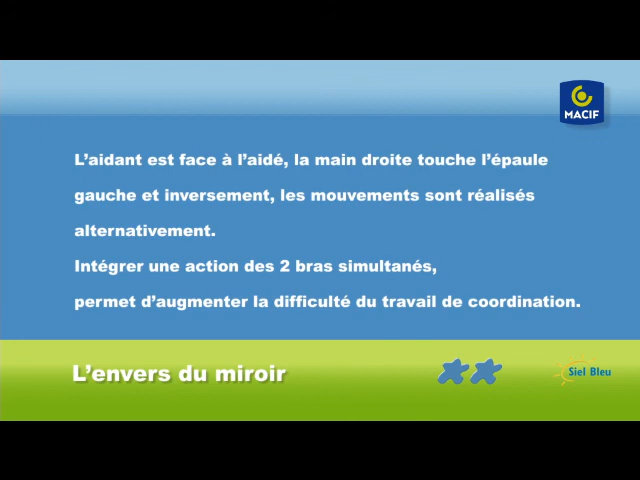 MACIF
L'aidant est face à l'aidé, la main droite touche l'épaule
gauche et inversement, les mouvements sont réalisés
alternativement.
Intégrer une action des 2 bras simultanés,
permet d'augmenter la difficulté du travail de coordination.
L'envers du miroir
Siel Bleu